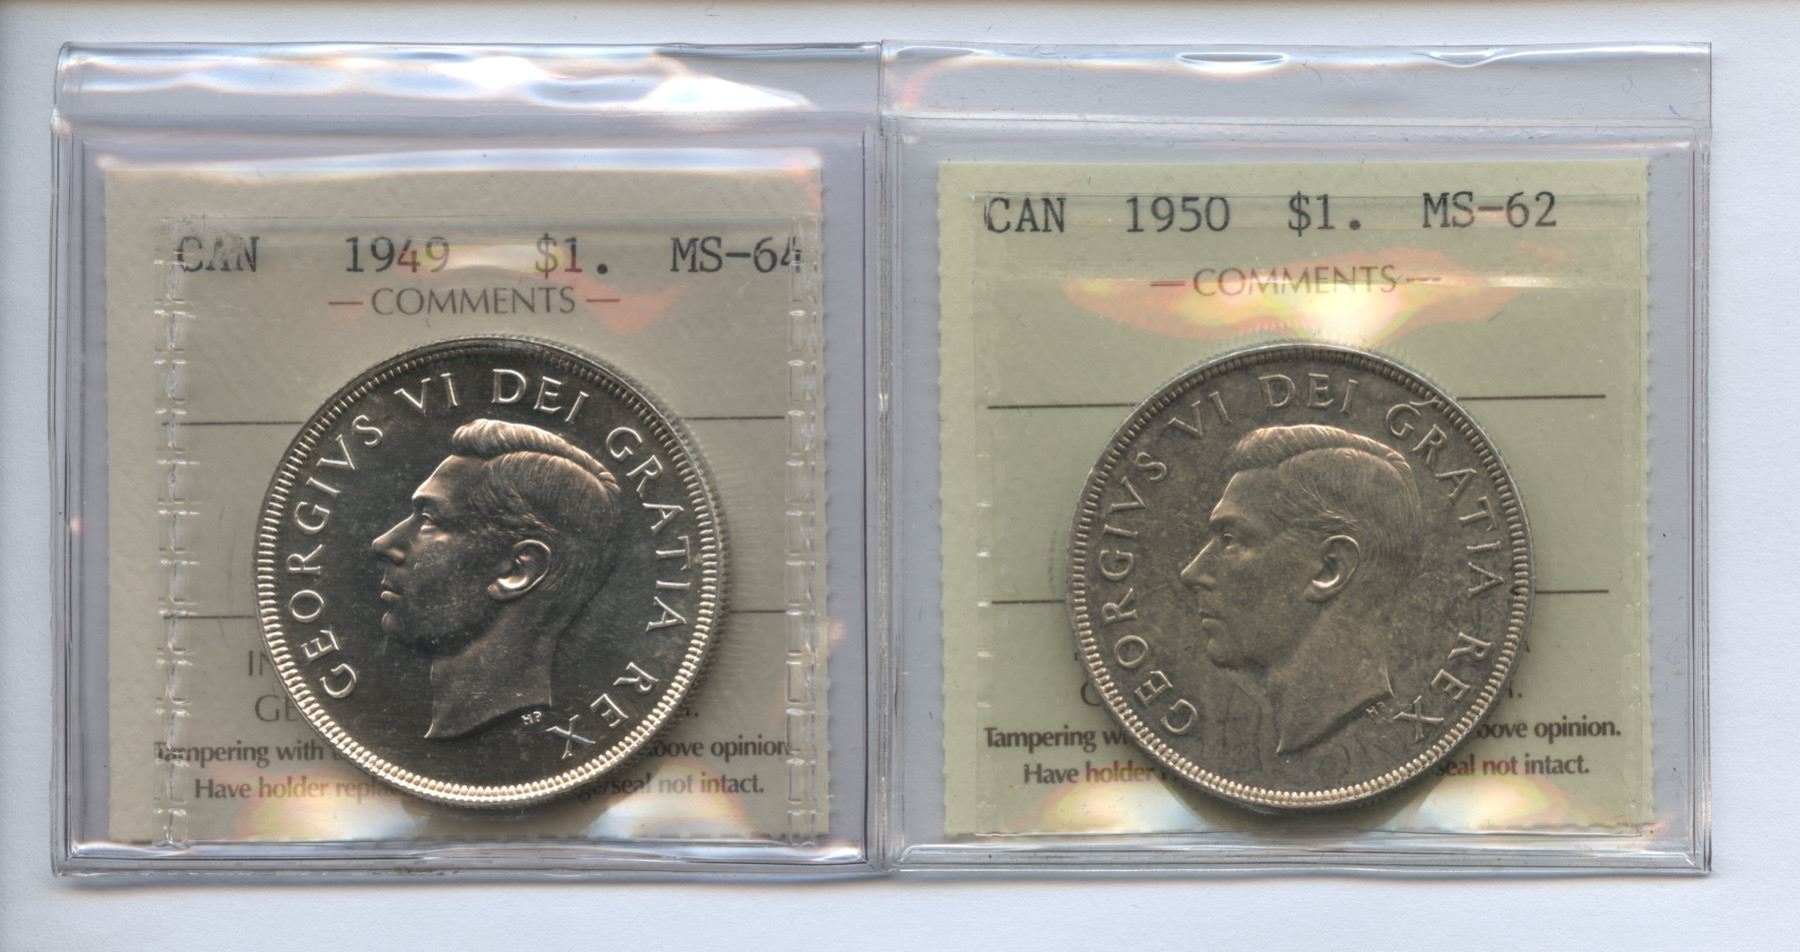 CAN 1949 $1. MS-64
— COMMENTS —
GEORGIVS VI DEI GRATIA REX
HP
Tampering with
Have holder
above opinion
seal not intact.
CAN 1950 $1. MS-62
— COMMENTS —
GEORGIVS VI DEI GRATIA REX
HP
Tampering
Have holder
above opinion.
seal not intact.